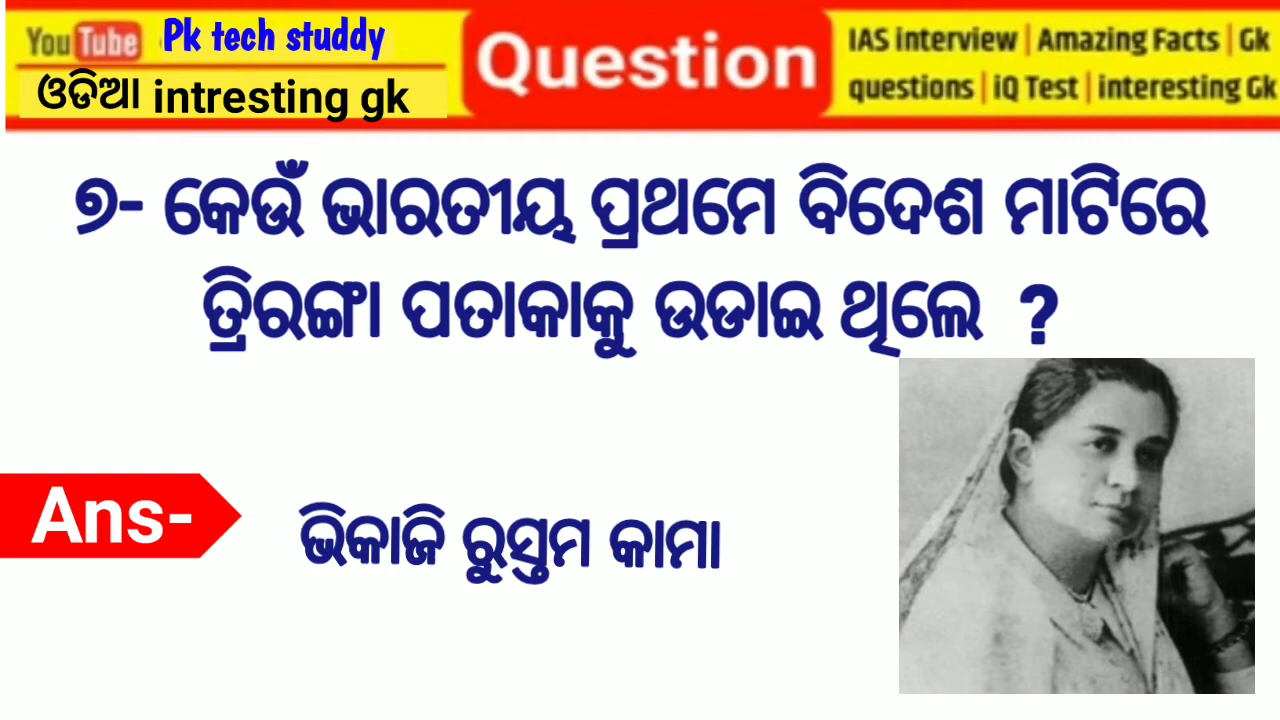 YouTube Pk tech studdy
ଓଡିଆ intresting gk
Question
IAS interview | Amazing Facts | Gk
questions | iQ Test | interesting Gk
୭- କେଉଁ ଭାରତୀୟ ପ୍ରଥମେ ବିଦେଶ ମାଟିରେ
ତ୍ରିରଙ୍ଗା ପତାକାକୁ ଉଡାଇ ଥିଲେ ?
Ans-
ଭିକାଜି ରୁସ୍ତମ କାମା